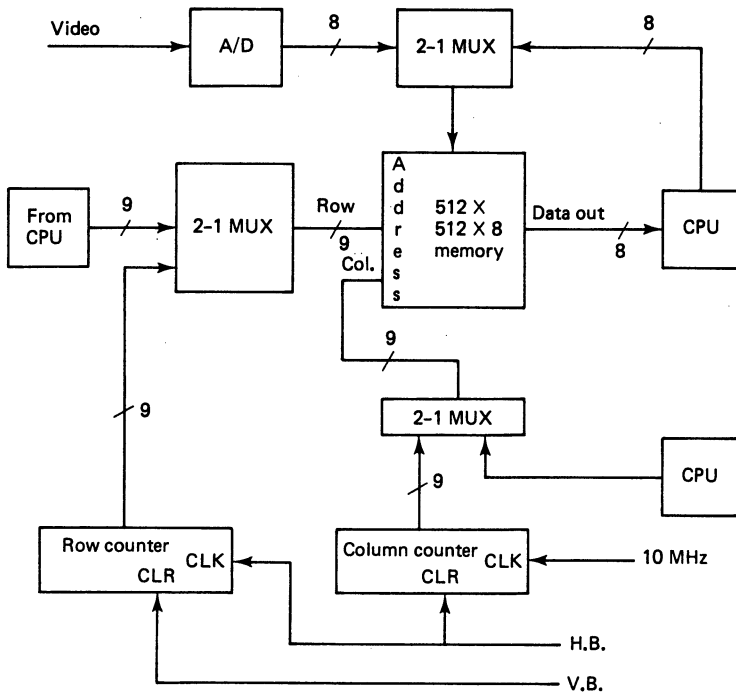 Video
A/D
8
2-1 MUX
8
From
CPU
9
2-1 MUX
Row
9
Col.
Address
512 X
512 X 8
memory
Data out
8
CPU
9
2-1 MUX
9
9
CPU
Row counter
CLK
CLR
Column counter
CLK
CLR
10 MHz
H.B.
V.B.